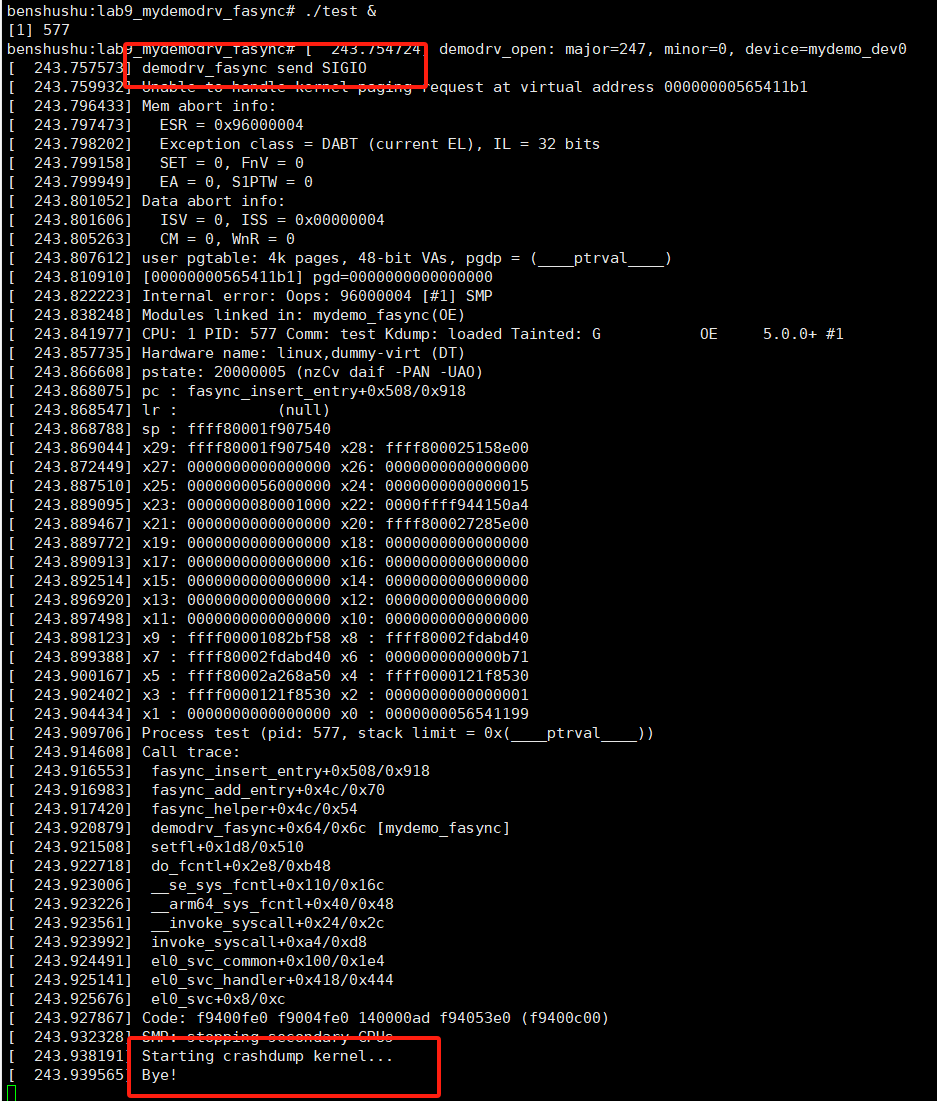 benshushu:lab9_mydemodrv_fasync# ./test &
[1] 577
benshushu:lab9_mydemodrv_fasync# [  243.754724] demodrv_open: major=247, minor=0, device=mydemo_dev0
[  243.757573] demodrv_fasync send SIGIO
[  243.759932] Unable to handle kernel paging request at virtual address 00000000565411b1
[  243.796433] Mem abort info:
[  243.797473]   ESR = 0x96000004
[  243.798202]   Exception class = DABT (current EL), IL = 32 bits
[  243.799158]   SET = 0, FnV = 0
[  243.799949]   EA = 0, S1PTW = 0
[  243.801052] Data abort info:
[  243.801606]   ISV = 0, ISS = 0x00000004
[  243.805263]   CM = 0, WnR = 0
[  243.807612] user pgtable: 4k pages, 48-bit VAs, pgdp = (____ptrval____)
[  243.810910] [00000000565411b1] pgd=0000000000000000
[  243.822223] Internal error: Oops: 96000004 [#1] SMP
[  243.838248] Modules linked in: mydemo_fasync(OE)
[  243.841977] CPU: 1 PID: 577 Comm: test Kdump: loaded Tainted: G           OE     5.0.0+ #1
[  243.857735] Hardware name: linux,dummy-virt (DT)
[  243.866608] pstate: 20000005 (nzCv daif -PAN -UAO)
[  243.868075] pc : fasync_insert_entry+0x508/0x918
[  243.868547] lr :           (null)
[  243.868788] sp : ffff80001f907540
[  243.869044] x29: ffff80001f907540 x28: ffff800025158e00
[  243.872449] x27: 0000000000000000 x26: 0000000000000000
[  243.887510] x25: 0000000056000000 x24: 0000000000000015
[  243.889095] x23: 0000000080001000 x22: 0000ffff944150a4
[  243.889467] x21: 0000000000000000 x20: ffff800027285e00
[  243.889772] x19: 0000000000000000 x18: 0000000000000000
[  243.890913] x17: 0000000000000000 x16: 0000000000000000
[  243.892514] x15: 0000000000000000 x14: 0000000000000000
[  243.896920] x13: 0000000000000000 x12: 0000000000000000
[  243.897498] x11: 0000000000000000 x10: 0000000000000000
[  243.898123] x9 : ffff00001082bf58 x8 : ffff80002fdabd40
[  243.899388] x7 : ffff80002fdabd40 x6 : 0000000000000b71
[  243.900167] x5 : ffff80002a268a50 x4 : ffff0000121f8530
[  243.902402] x3 : ffff0000121f8530 x2 : 0000000000000001
[  243.904434] x1 : 0000000000000000 x0 : 0000000056541199
[  243.909706] Process test (pid: 577, stack limit = 0x(____ptrval____))
[  243.914608] Call trace:
[  243.916553]  fasync_insert_entry+0x508/0x918
[  243.916983]  fasync_add_entry+0x4c/0x70
[  243.917420]  fasync_helper+0x4c/0x54
[  243.920879]  demodrv_fasync+0x64/0x6c [mydemo_fasync]
[  243.921508]  setfl+0x1d8/0x510
[  243.922718]  do_fcntl+0x2e8/0xb48
[  243.923006]  __se_sys_fcntl+0x110/0x16c
[  243.923226]  __arm64_sys_fcntl+0x40/0x48
[  243.923561]  __invoke_syscall+0x24/0x2c
[  243.923992]  invoke_syscall+0xa4/0xd8
[  243.924491]  el0_svc_common+0x100/0x1e4
[  243.925141]  el0_svc_handler+0x418/0x444
[  243.925676]  el0_svc+0x8/0xc
[  243.927867] Code: f9400fe0 f9004fe0 140000ad f94053e0 (f9400c00)
[  243.932328] SMP: stopping secondary CPUs
[  243.938191] Starting crashdump kernel...
[  243.939565] Bye!